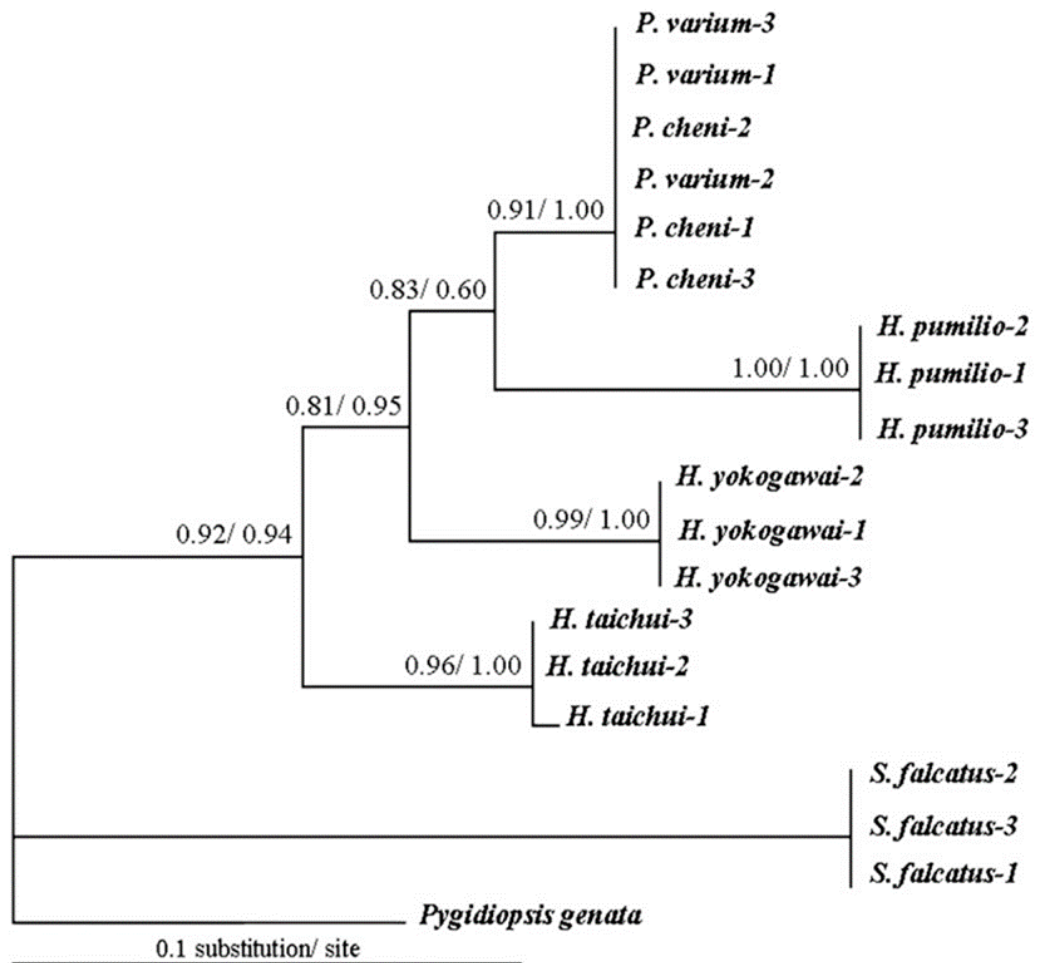 P. varium-3
P. varium-1
P. cheni-2
P. varium-2
0.91/ 1.00
P. cheni-1
P. cheni-3
0.83/ 0.60
H. pumilio-2
1.00/ 1.00
H. pumilio-1
0.81/ 0.95
H. pumilio-3
H. yokogawai-2
0.99/ 1.00
H. yokogawai-1
0.92/ 0.94
H. yokogawai-3
H. taichui-3
0.96/ 1.00
H. taichui-2
H. taichui-1
S. falcatus-2
S. falcatus-3
S. falcatus-1
Pygidiopsis genata
0.1 substitution/ site